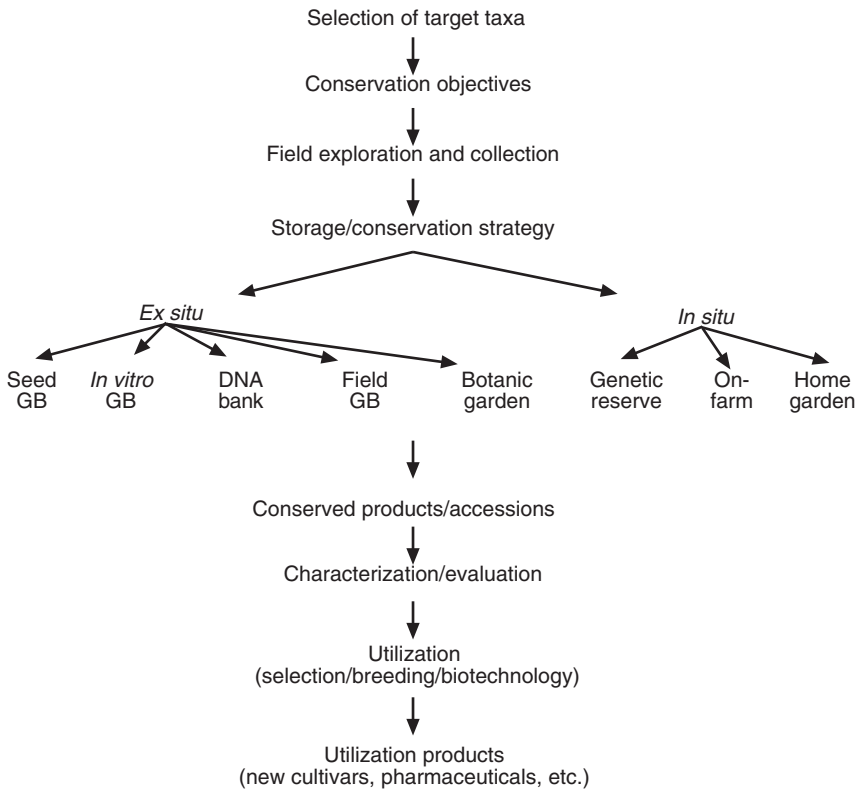 Selection of target taxa
Conservation objectives
Field exploration and collection
Storage/conservation strategy
Ex situ
In situ
Seed
GB
In vitro
GB
DNA
bank
Field
GB
Botanic
garden
Genetic
reserve
On-
farm
Home
garden
Conserved products/accessions
Characterization/evaluation
Utilization
(selection/breeding/biotechnology)
Utilization products
(new cultivars, pharmaceuticals, etc.)